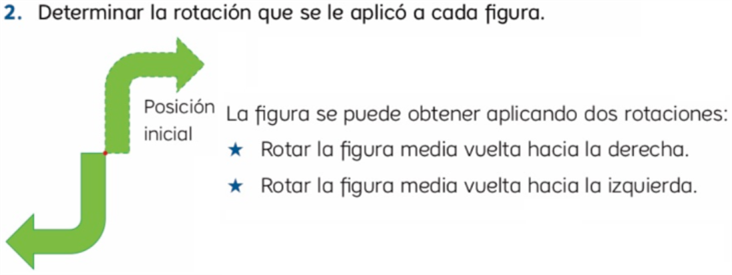 2. Determinar la rotación que se le aplicó a cada figura.
Posición
inicial
La figura se puede obtener aplicando dos rotaciones:
★ Rotar la figura media vuelta hacia la derecha.
★ Rotar la figura media vuelta hacia la izquierda.